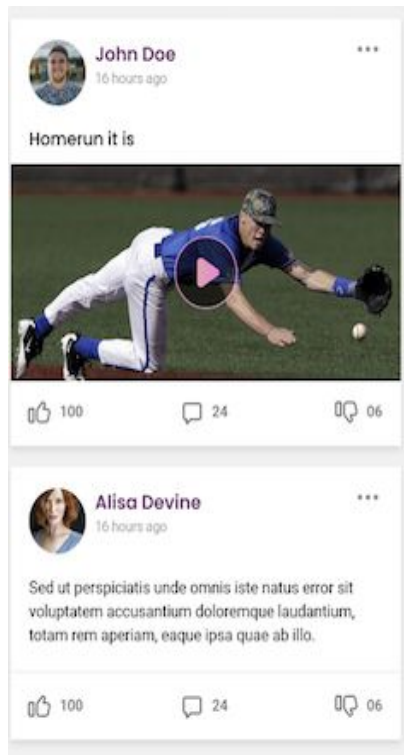 John Doe
16 hours ago
Homerun it is
100 24 06
Alisa Devine
16 hours ago
Sed ut perspiciatis unde omnis iste natus error sit
voluptatem accusantium doloremque laudantium,
totam rem aperiam, eaque ipsa quae ab illo.
100 24 06